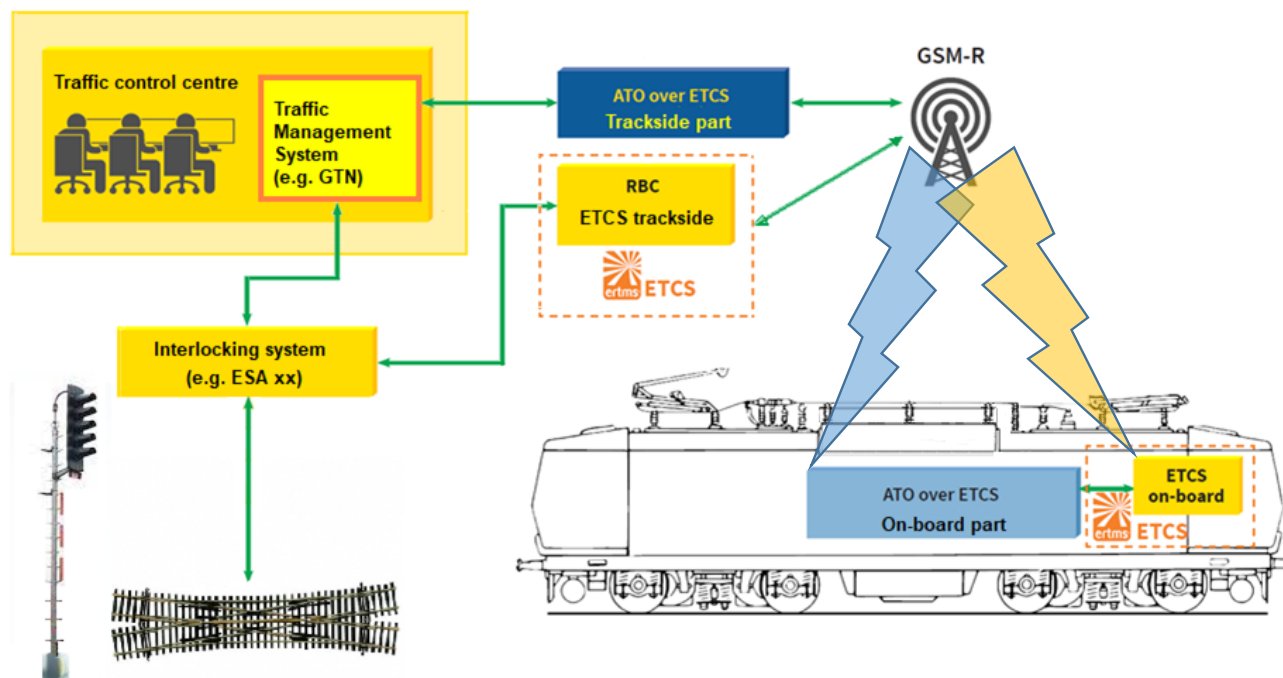 Traffic control centre
Traffic
Management
System
(e.g. GTN)
ATO over ETCS
Trackside part
GSM-R
RBC
ETCS trackside
ertms
ETCS
Interlocking system
(e.g. ESA xx)
ATO over ETCS
On-board part
ETCS
on-board
ertms
ETCS